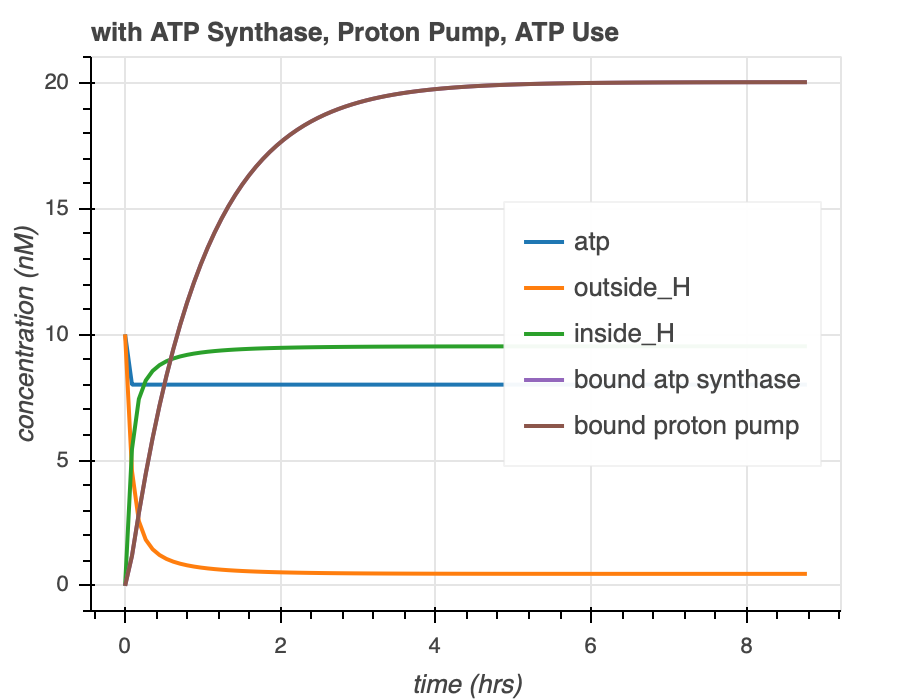 with ATP Synthase, Proton Pump, ATP Use
20
15
10
5
0
concentration (nM)
atp
outside_H
inside_H
bound atp synthase
bound proton pump
0 2 4 6 8
time (hrs)